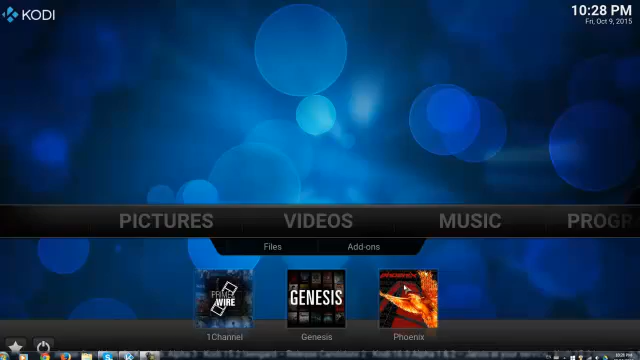 KODI
10:28 PM
Fri, Oct 9, 2015
PICTURES VIDEOS MUSIC PROGR
Files Add-ons
PRIME WIRE
GENESIS
1Channel Genesis Phoenix